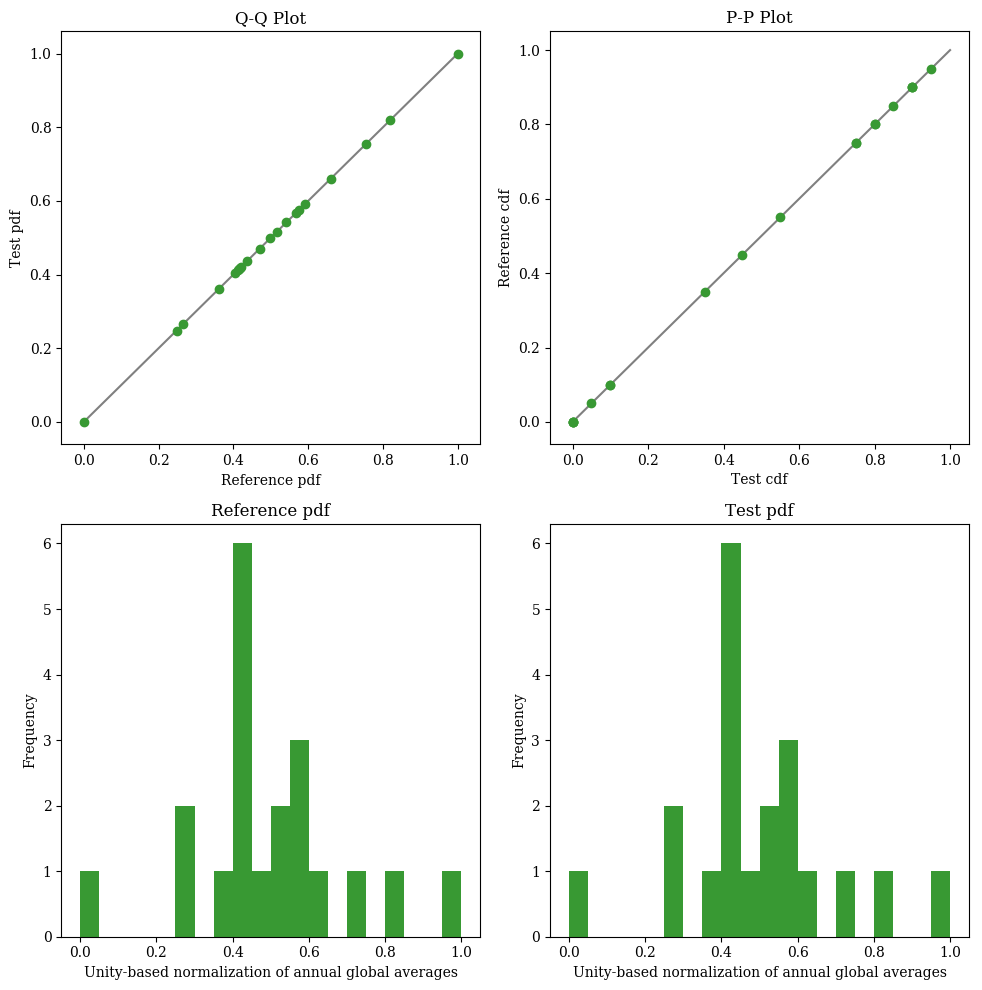 Q-Q Plot
1.0
0.8
0.6
0.4
0.2
0.0
Test pdf
0.0 0.2 0.4 0.6 0.8 1.0
Reference pdf
P-P Plot
1.0
0.8
0.6
0.4
0.2
0.0
Reference cdf
0.0 0.2 0.4 0.6 0.8 1.0
Test cdf
Reference pdf
6
5
4
3
2
1
0
Frequency
0.0 0.2 0.4 0.6 0.8 1.0
Unity-based normalization of annual global averages
Test pdf
6
5
4
3
2
1
0
Frequency
0.0 0.2 0.4 0.6 0.8 1.0
Unity-based normalization of annual global averages